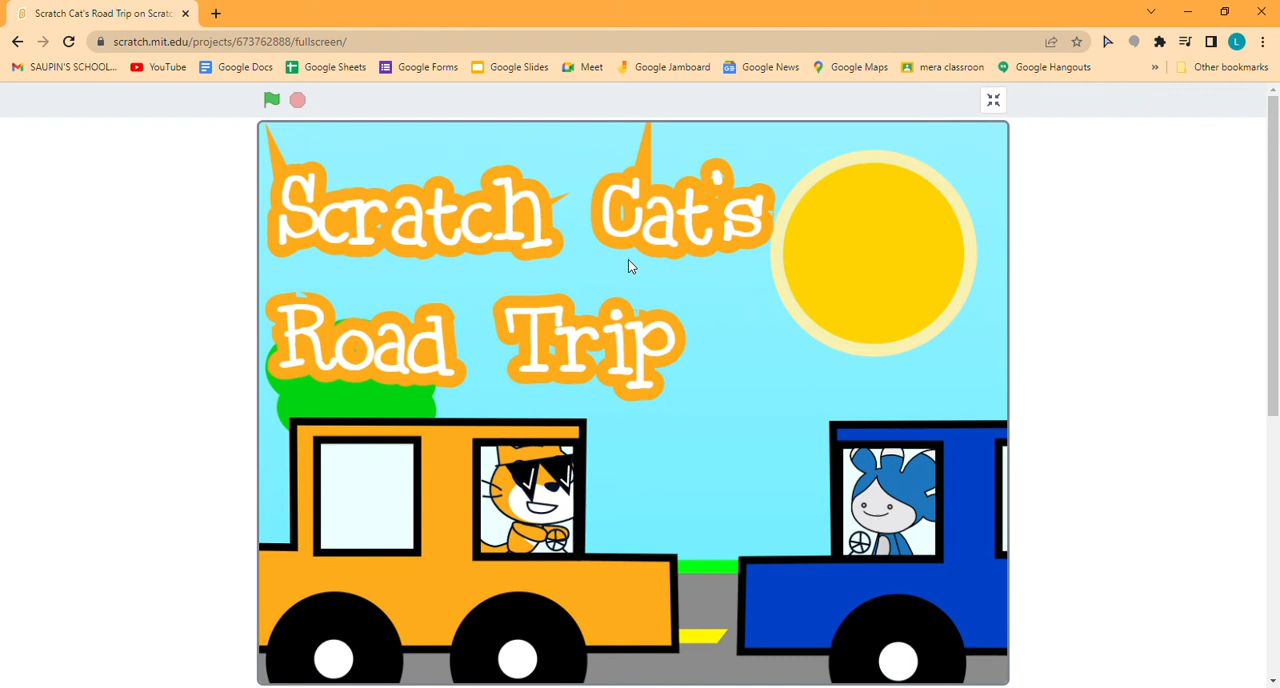 Scratch Cat's Road Trip on Scratc
scratch.mit.edu/projects/673762888/fullscreen/
L
SAUPIN'S SCHOOL... YouTube Google Docs Google Sheets Google Forms Google Slides Meet Google Jamboard Google News Google Maps mera classroon Google Hangouts » Other bookmarks
Scratch Cat's
Road Trip